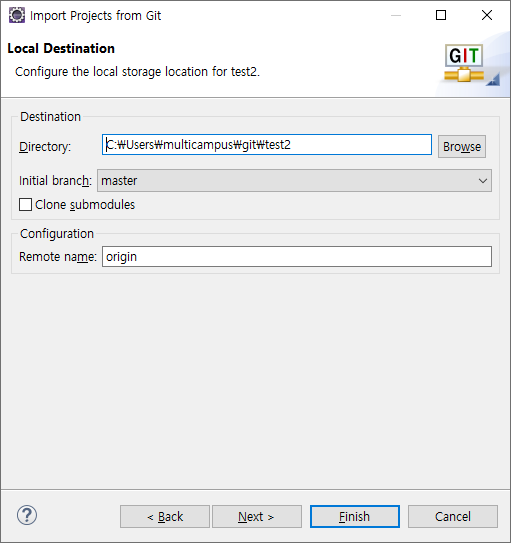 Import Projects from Git
Local Destination
Configure the local storage location for test2.
GIT
Destination
Directory: C:₩Users₩multicampus₩git₩test2 Browse
Initial branch: master
Clone submodules
Configuration
Remote name: origin
? < Back Next > Finish Cancel